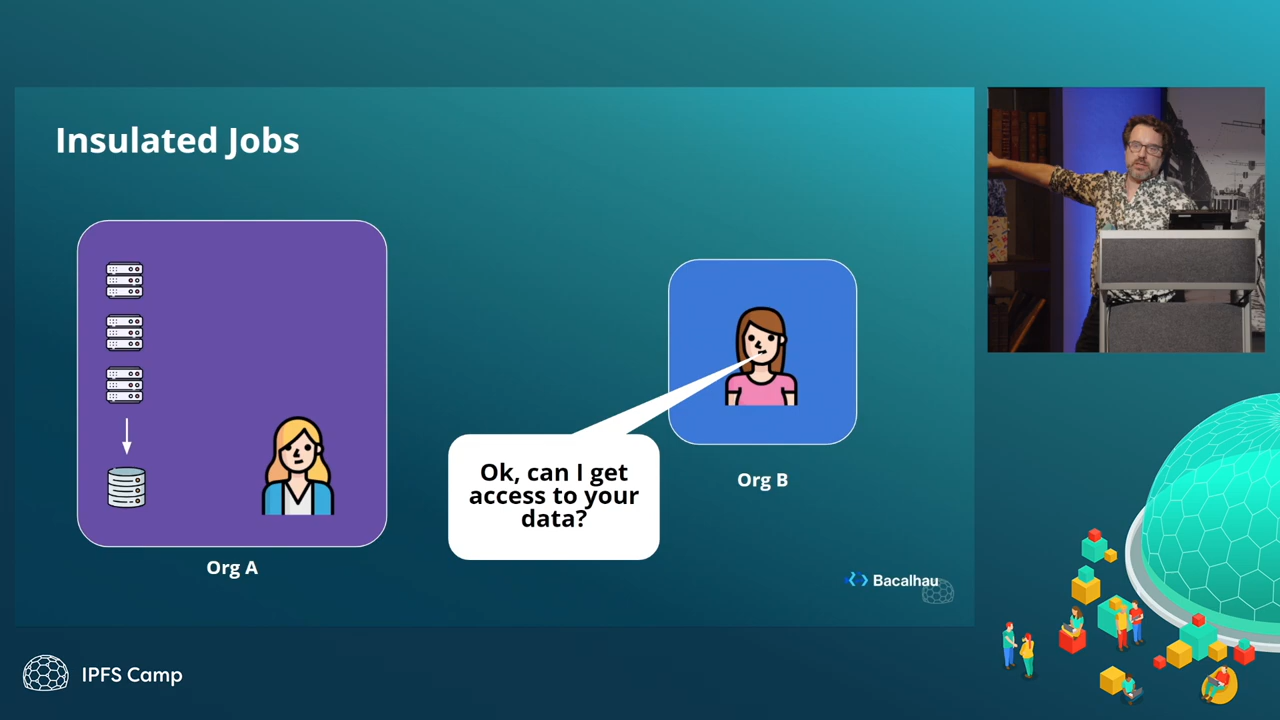 Insulated Jobs
Ok, can I get
access to your
data?
Org B
Org A
Bacalhau
IPFS Camp